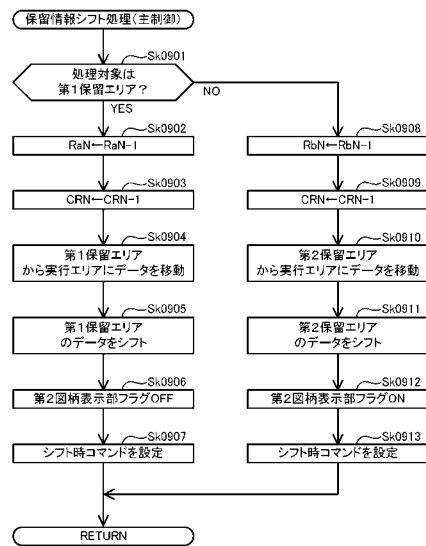 保留情報シフト処理(主制御)
Sk0901
処理対象は
第1保留エリア?
YES
NO
Sk0902
RaN←RaN-1
Sk0903
CRN←CRN-1
Sk0904
第1保留エリア
から実行エリアにデータを移動
Sk0905
第1保留エリア
のデータをシフト
Sk0906
第2図柄表示部フラグOFF
Sk0907
シフト時コマンドを設定
Sk0908
RbN←RbN-1
Sk0909
CRN←CRN-1
Sk0910
第2保留エリア
から実行エリアにデータを移動
Sk0911
第2保留エリア
のデータをシフト
Sk0912
第2図柄表示部フラグON
Sk0913
シフト時コマンドを設定
RETURN